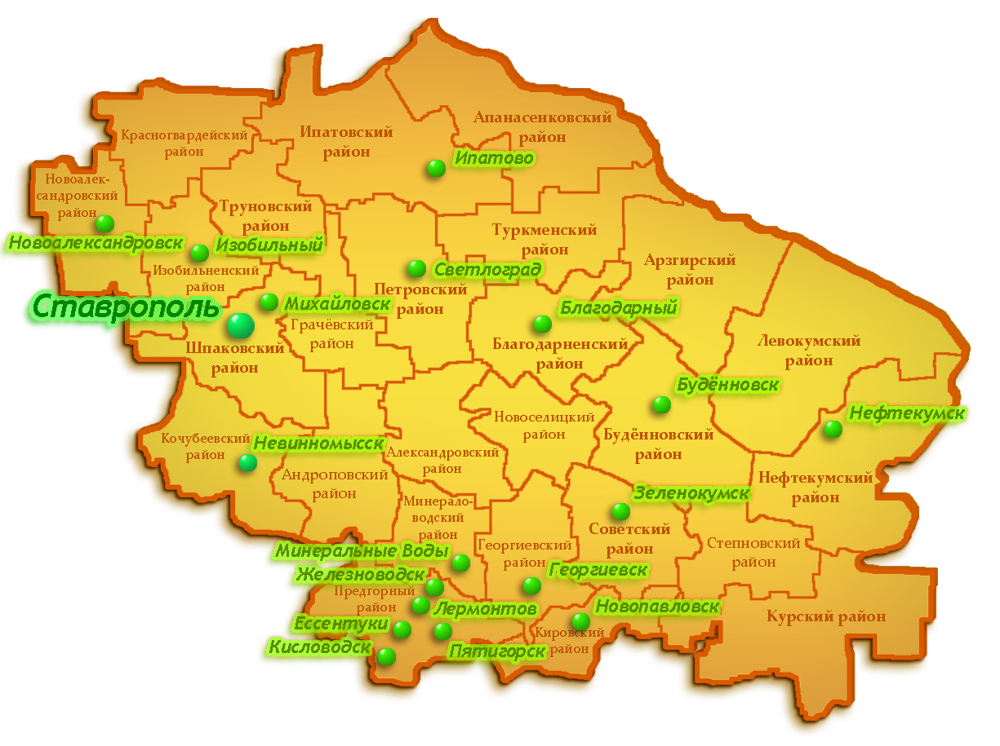 Апанасенковский
район
Ипатовский
район
Красногвардейский
район
Ипатово
Новоалек-
сандровский
район
Труновский
район
Туркменский
район
Новоалександровск
Изобильный
Изобильненский
район
Светлоград
Арзгирский
район
Петровский
район
Ставрополь
Михайловск
Благодарный
Грачёвский
район
Шпаковский
район
Благодарненский
район
Левокумский
район
Будённовск
Нефтекумск
Новоселицкий
район
Будённовский
район
Кочубеевский
район
Невинномысск
Александровский
район
Андроповский
район
Нефтекумский
район
Зеленокумск
Минерало-
водский
район
Советский
район
Георгиевский
район
Степновский
район
Минеральные Воды
Железноводск
Георгиевск
Предгорный
район
Лермонтов
Новопавловск
Курский район
Ессентуки
Кировский
район
Кисловодск
Пятигорск